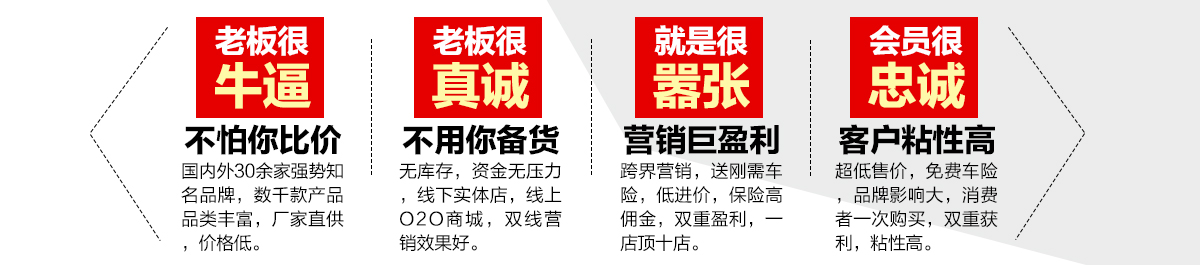 老板很
牛逼
不怕你比价
国内外30余家强势知
名品牌，数千款产品
品类丰富，厂家直供
，价格低。
老板很
真诚
不用你备货
无库存，资金无压力
，线下实体店，线上
O2O商城，双线营
销效果好。
就是很
嚣张
营销巨盈利
跨界营销，送刚需车
险，低进价，保险高
佣金，双重盈利，一
店顶十店。
会员很
忠诚
客户粘性高
超低售价，免费车险
，品牌影响大，消费
者一次购买，双重获
利，粘性高。